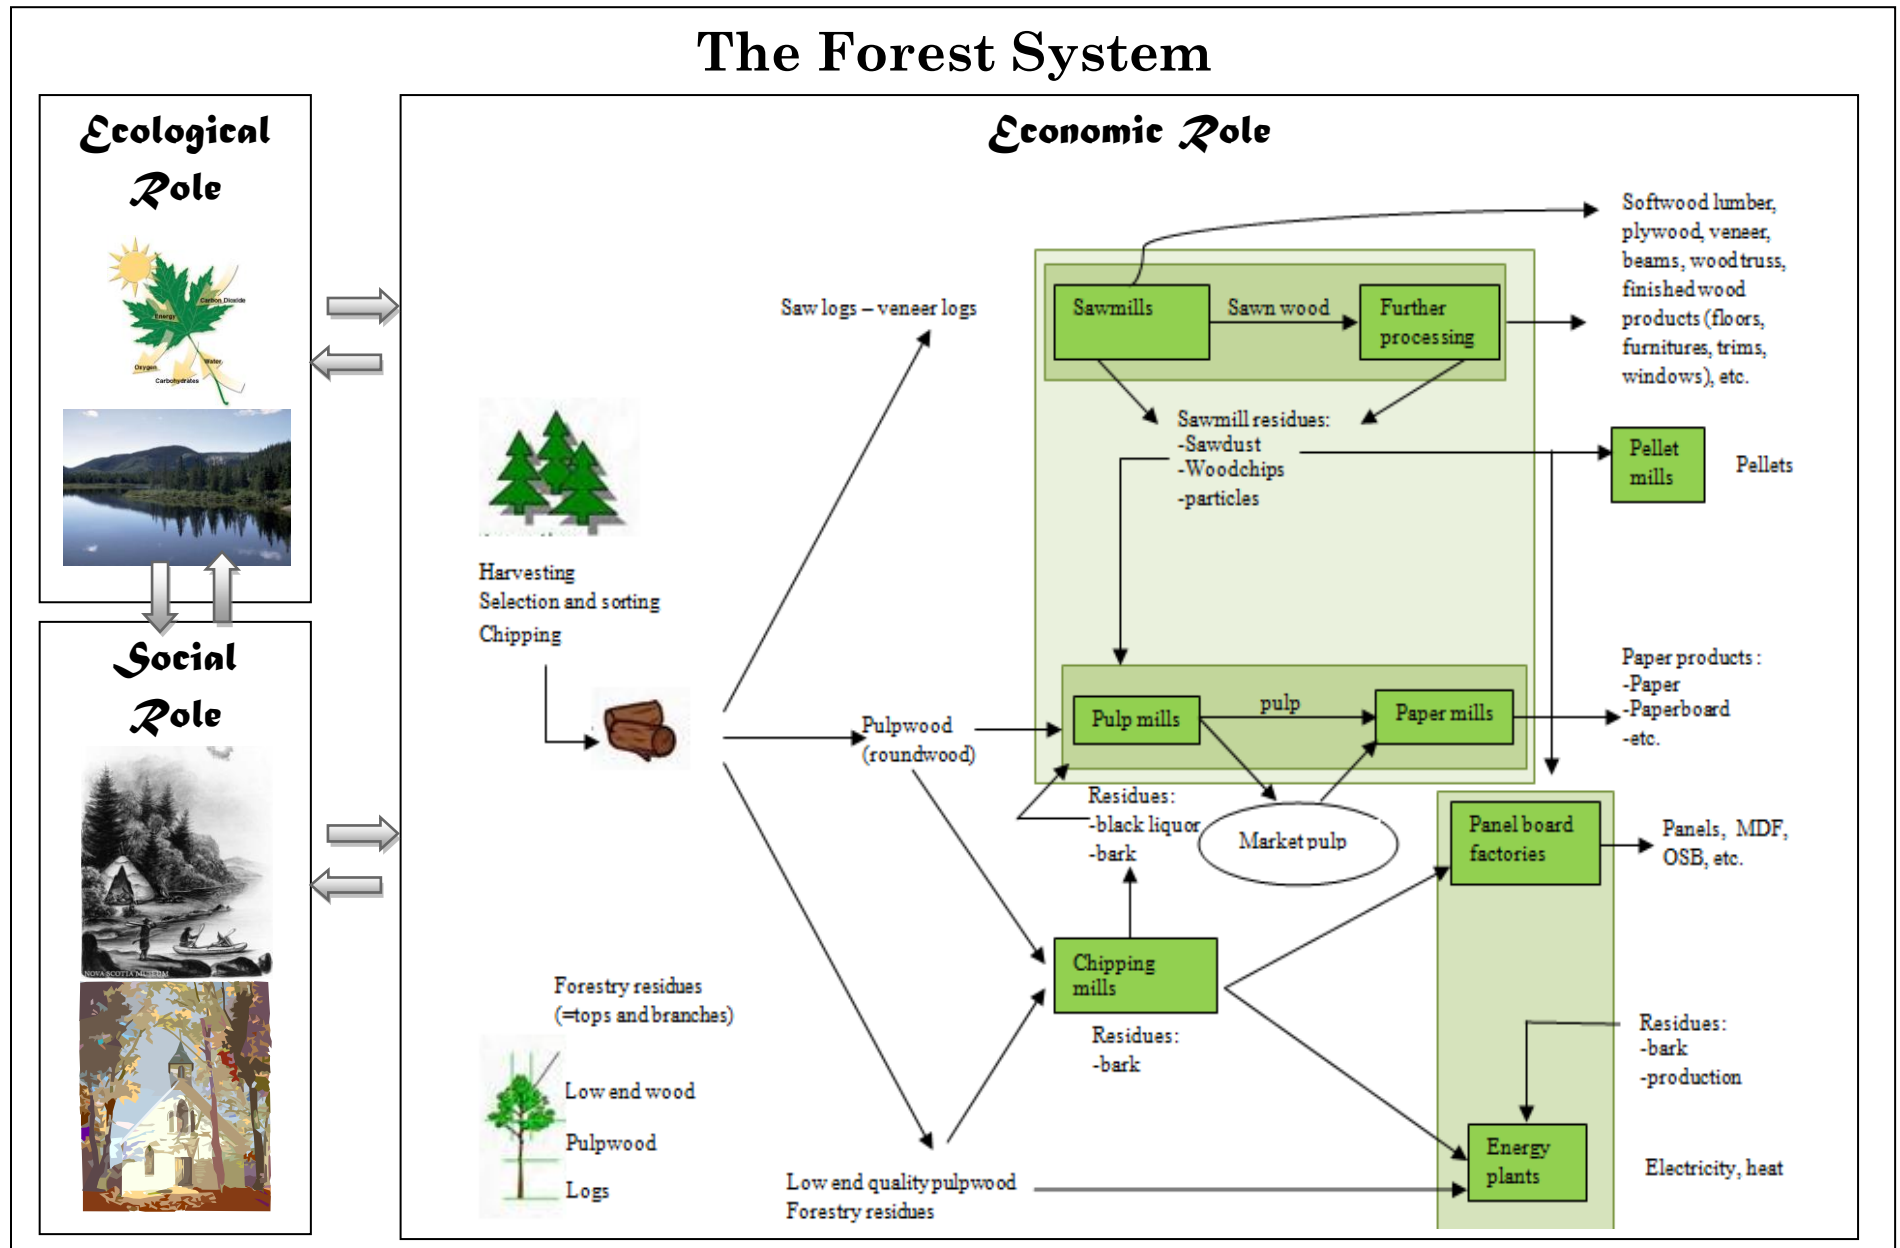 The Forest System
Ecological
Role
Carbon Dioxide
Energy
Water
Oxygen
Carbohydrates
Social
Role
NOVA SCOTIA MUSEUM
Economic Role
Harvesting
Selection and sorting
Chipping
Forestry residues
(=tops and branches)
Low end wood
Pulpwood
Logs
Saw logs – veneer logs
Pulpwood
(roundwood)
Low end quality pulpwood
Forestry residues
Sawmills
Sawn wood
Further
processing
Sawmill residues:
-Sawdust
-Woodchips
-particles
Pulp mills
pulp
Paper mills
Residues:
-black liquor
-bark
Market pulp
Chipping
mills
Residues:
-bark
Softwood lumber,
plywood, veneer,
beams, wood truss,
finished wood
products (floors,
furnitures, trims,
windows), etc.
Pellet
mills
Pellets
Paper products :
-Paper
-Paperboard
-etc.
Panel board
factories
Panels, MDF,
OSB, etc.
Residues:
-bark
-production
Energy
plants
Electricity, heat